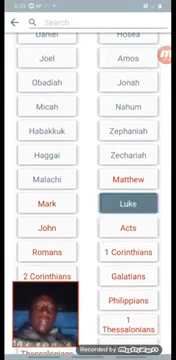 Search
Daniel
Hosea
Joel
Amos
Obadiah
Jonah
Micah
Nahum
Habakkuk
Zephaniah
Haggai
Zechariah
Malachi
Matthew
Mark
Luke
John
Acts
Romans
1 Corinthians
2 Corinthians
Galatians
Philippians
1
Thessalonians
Thessalonians
Recorded by